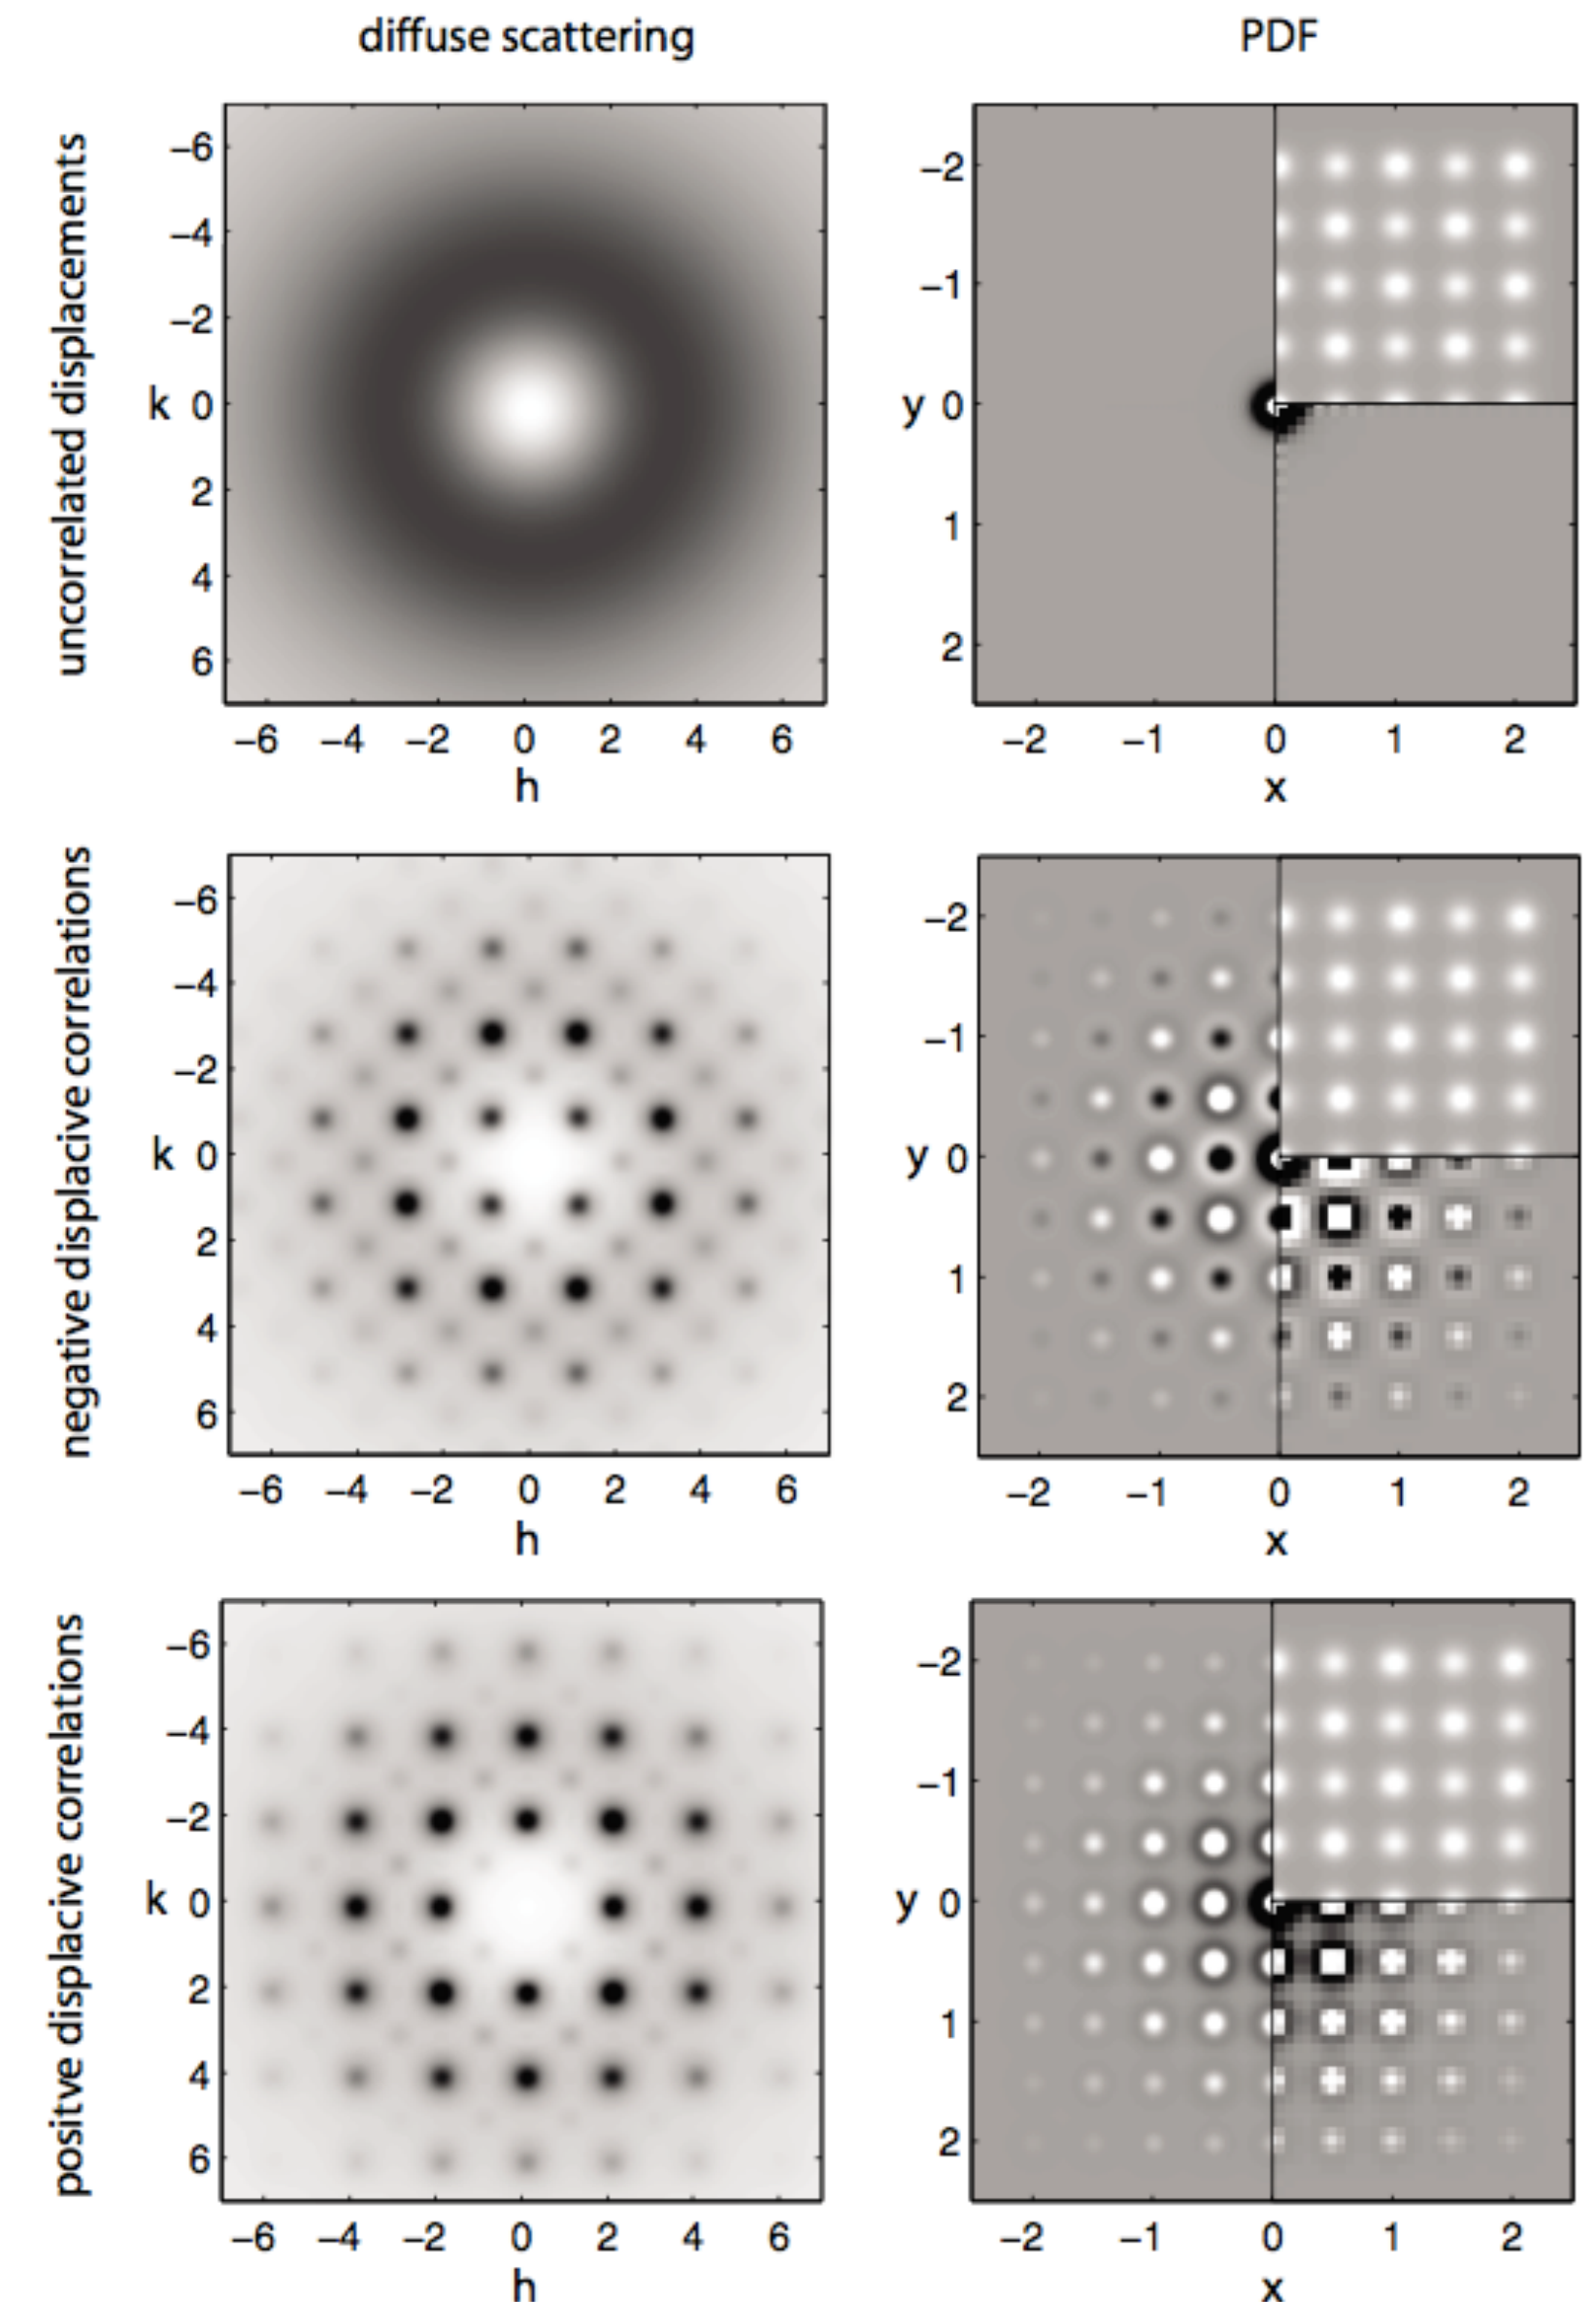 diffuse scattering
PDF
uncorrelated displacements
−6
−4
−2
k 0
2
4
6
−6 −4 −2 0 2 4 6
h
−2
−1
y 0
1
2
−2 −1 0 1 2
x
negative displacive correlations
−6
−4
−2
k 0
2
4
6
−6 −4 −2 0 2 4 6
h
−2
−1
y 0
1
2
−2 −1 0 1 2
x
positve displacive correlations
−6
−4
−2
k 0
2
4
6
−6 −4 −2 0 2 4 6
h
−2
−1
y 0
1
2
−2 −1 0 1 2
x